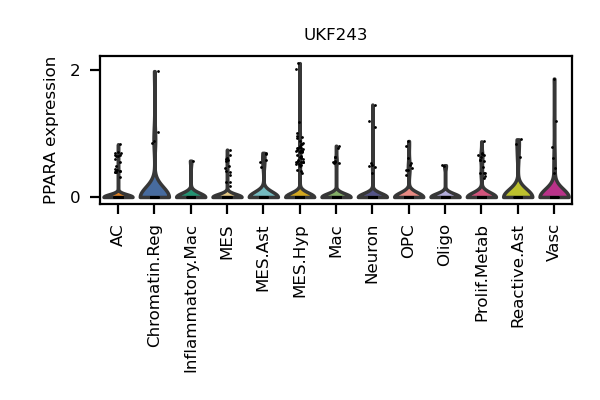 UKF243
PPARA expression
2
0
AC
Chromatin.Reg
Inflammatory.Mac
MES
MES.Ast
MES.Hyp
Mac
Neuron
OPC
Oligo
Prolif.Metab
Reactive.Ast
Vasc